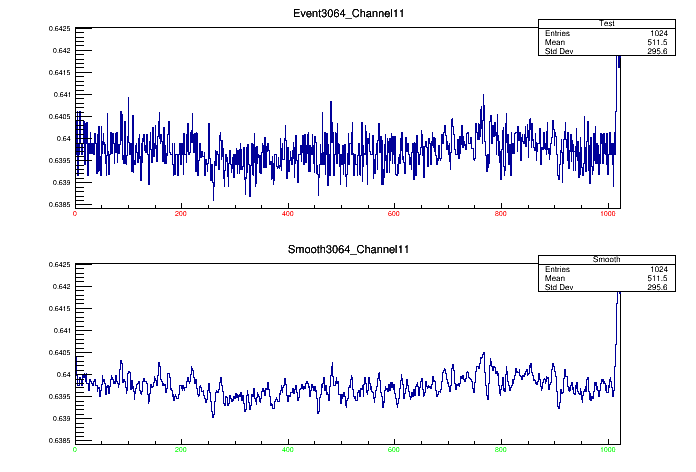 Event3064_Channel11
Test
Entries 1024
Mean 511.5
Std Dev 295.6
0.6425
0.642
0.6415
0.641
0.6405
0.64
0.6395
0.639
0.6385
0 200 400 600 800 1000
Smooth3064_Channel11
Smooth
Entries 1024
Mean 511.5
Std Dev 295.6
0.6425
0.642
0.6415
0.641
0.6405
0.64
0.6395
0.639
0.6385
0 200 400 600 800 1000